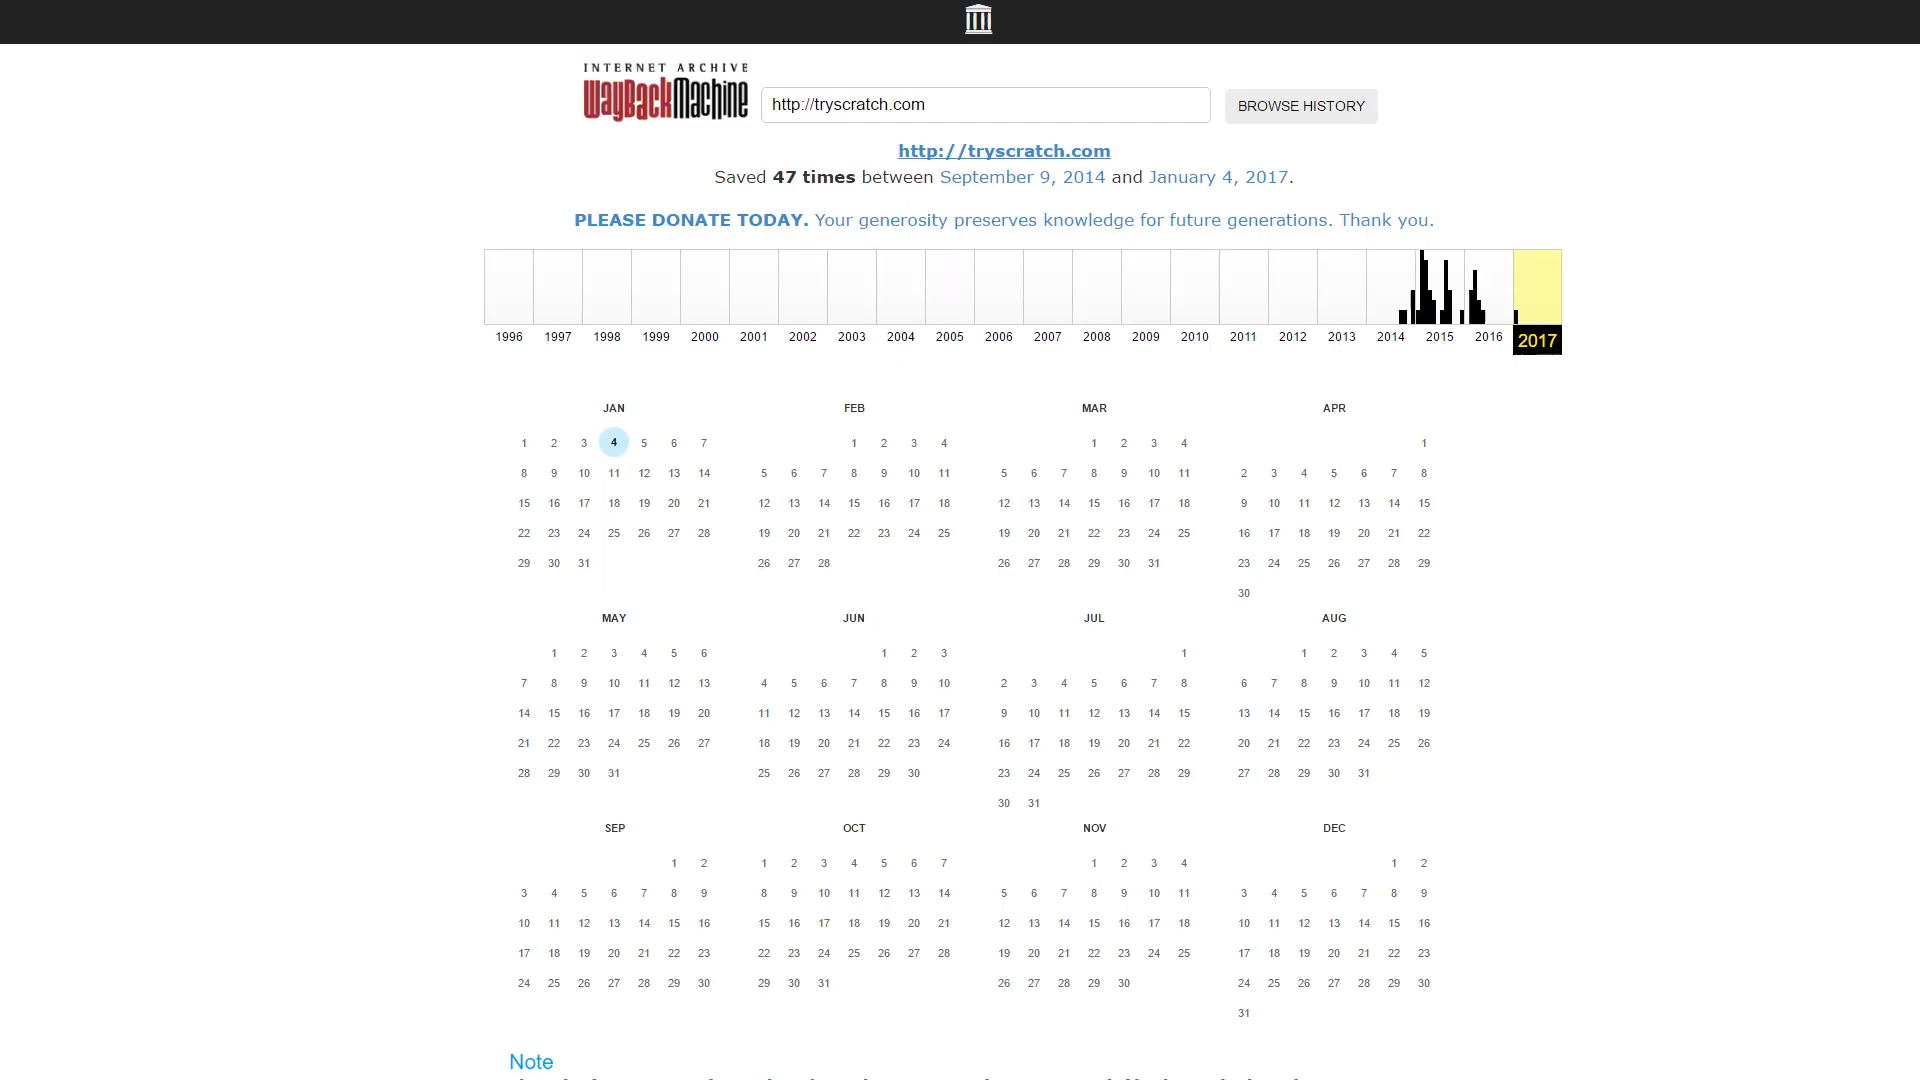 INTERNET ARCHIVE
WayBackMachine
http://tryscratch.com
BROWSE HISTORY
http://tryscratch.com
Saved 47 times between September 9, 2014 and January 4, 2017.
PLEASE DONATE TODAY. Your generosity preserves knowledge for future generations. Thank you.
1996 1997 1998 1999 2000 2001 2002 2003 2004 2005 2006 2007 2008 2009 2010 2011 2012 2013 2014 2015 2016 2017
JAN FEB MAR APR
1 2 3 4 5 6 7 1 2 3 4 1 2 3 4 1
8 9 10 11 12 13 14 5 6 7 8 9 10 11 5 6 7 8 9 10 11 2 3 4 5 6 7 8
15 16 17 18 19 20 21 12 13 14 15 16 17 18 12 13 14 15 16 17 18 9 10 11 12 13 14 15
22 23 24 25 26 27 28 19 20 21 22 23 24 25 19 20 21 22 23 24 25 16 17 18 19 20 21 22
29 30 31 26 27 28 26 27 28 29 30 31 23 24 25 26 27 28 29
30
MAY JUN JUL AUG
1 2 3 4 5 6 1 2 3 1 1 2 3 4 5
7 8 9 10 11 12 13 4 5 6 7 8 9 10 2 3 4 5 6 7 8 6 7 8 9 10 11 12
14 15 16 17 18 19 20 11 12 13 14 15 16 17 9 10 11 12 13 14 15 13 14 15 16 17 18 19
21 22 23 24 25 26 27 18 19 20 21 22 23 24 16 17 18 19 20 21 22 20 21 22 23 24 25 26
28 29 30 31 25 26 27 28 29 30 23 24 25 26 27 28 29 27 28 29 30 31
30 31
SEP OCT NOV DEC
1 2 1 2 3 4 5 6 7 1 2 3 4 1 2
3 4 5 6 7 8 9 8 9 10 11 12 13 14 5 6 7 8 9 10 11 3 4 5 6 7 8 9
10 11 12 13 14 15 16 15 16 17 18 19 20 21 12 13 14 15 16 17 18 10 11 12 13 14 15 16
17 18 19 20 21 22 23 22 23 24 25 26 27 28 19 20 21 22 23 24 25 17 18 19 20 21 22 23
24 25 26 27 28 29 30 29 30 31 26 27 28 29 30 24 25 26 27 28 29 30
31
Note